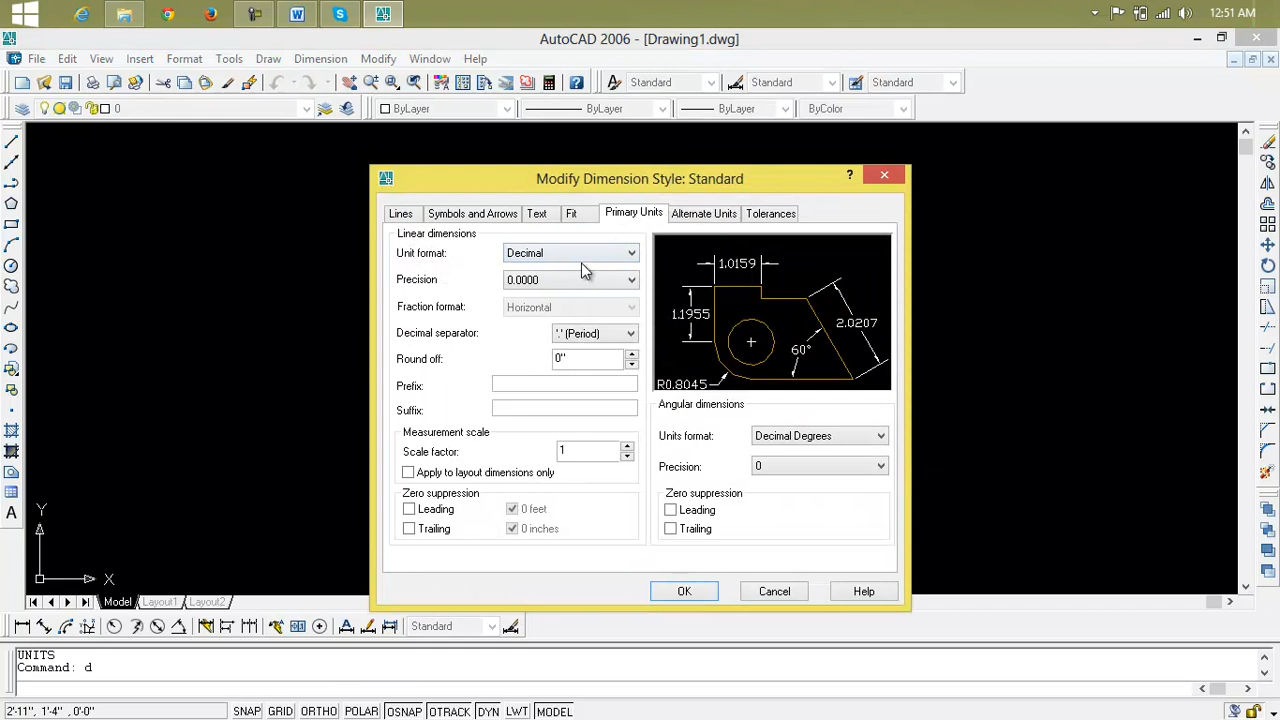 12:51 AM
AutoCAD 2006 - [Drawing1.dwg]
File Edit View Insert Format Tools Draw Dimension Modify Window Help
Standard Standard Standard
0 ByLayer ByLayer ByLayer ByColor
Modify Dimension Style: Standard
Lines Symbols and Arrows Text Fit Primary Units Alternate Units Tolerances
Linear dimensions
Unit format: Decimal
Precision 0.0000
Fraction format: Horizontal
Decimal separator: '.' (Period)
Round off: 0"
Prefix:
Suffix:
Measurement scale
Scale factor: 1
Apply to layout dimensions only
Zero suppression
Leading 0 feet
Trailing 0 inches
1.0159
1.1955
2.0207
60°
R0.8045
Angular dimensions
Units format: Decimal Degrees
Precision: 0
Zero suppression
Leading
Trailing
OK Cancel Help
Y
X
Model Layout1 Layout2
Standard
UNITS
Command: d
2'-11", 1'-4" , 0'-0" SNAP GRID ORTHO POLAR OSNAP OTRACK DYN LWT MODEL